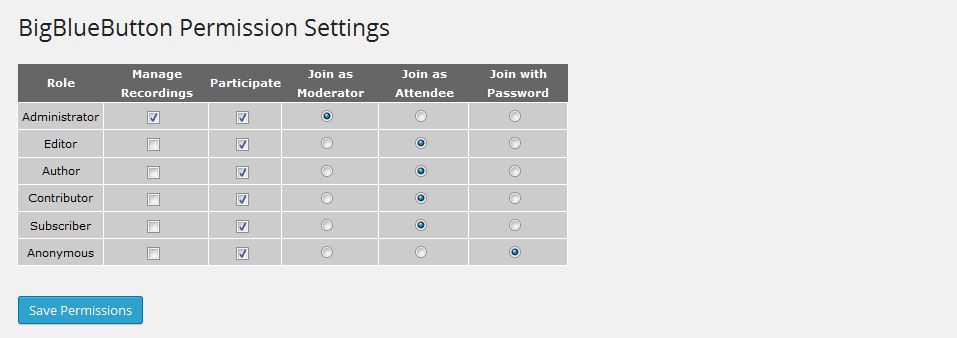 BigBlueButton Permission Settings
Role Manage Recordings Participate Join as Moderator Join as Attendee Join with Password
Administrator
Editor
Author
Contributor
Subscriber
Anonymous
Save Permissions